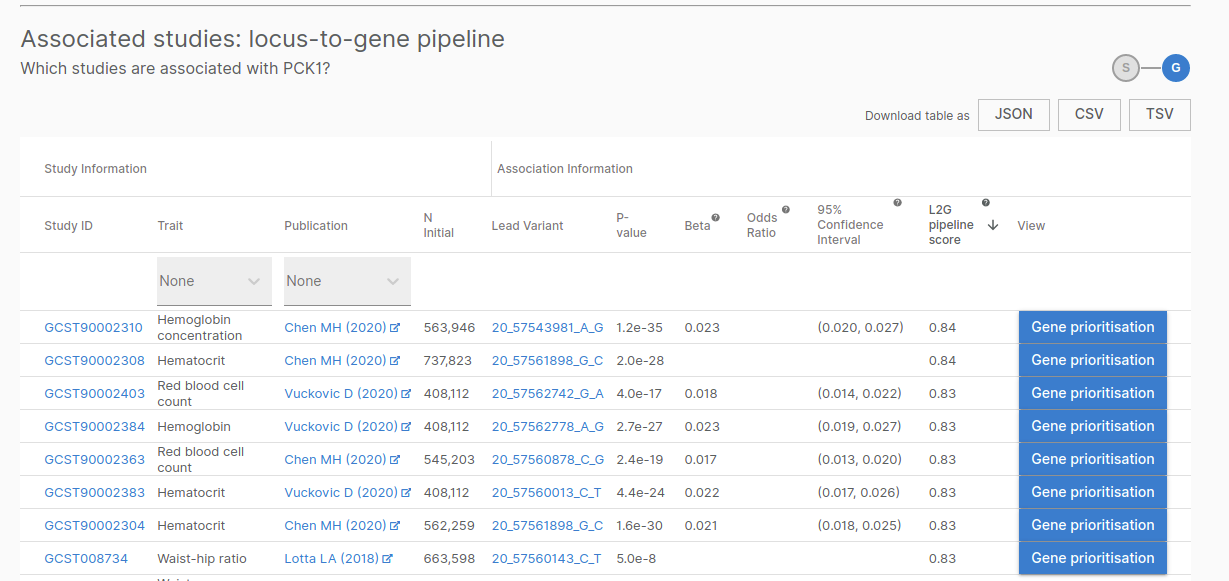 Associated studies: locus-to-gene pipeline
Which studies are associated with PCK1?
S G
Download table as JSON CSV TSV
Study Information Association Information
Study ID Trait Publication N Initial Lead Variant P-value Beta Odds Ratio 95% Confidence Interval L2G pipeline score View
None None
GCST90002310 Hemoglobin concentration Chen MH (2020) 563,946 20_57543981_A_G 1.2e-35 0.023 (0.020, 0.027) 0.84 Gene prioritisation
GCST90002308 Hematocrit Chen MH (2020) 737,823 20_57561898_G_C 2.0e-28 0.84 Gene prioritisation
GCST90002403 Red blood cell count Vuckovic D (2020) 408,112 20_57562742_G_A 4.0e-17 0.018 (0.014, 0.022) 0.83 Gene prioritisation
GCST90002384 Hemoglobin Vuckovic D (2020) 408,112 20_57562778_A_G 2.7e-27 0.023 (0.019, 0.027) 0.83 Gene prioritisation
GCST90002363 Red blood cell count Chen MH (2020) 545,203 20_57560878_C_G 2.4e-19 0.017 (0.013, 0.020) 0.83 Gene prioritisation
GCST90002383 Hematocrit Vuckovic D (2020) 408,112 20_57560013_C_T 4.4e-24 0.022 (0.017, 0.026) 0.83 Gene prioritisation
GCST90002304 Hematocrit Chen MH (2020) 562,259 20_57561898_G_C 1.6e-30 0.021 (0.018, 0.025) 0.83 Gene prioritisation
GCST008734 Waist-hip ratio Lotta LA (2018) 663,598 20_57560143_C_T 5.0e-8 0.83 Gene prioritisation